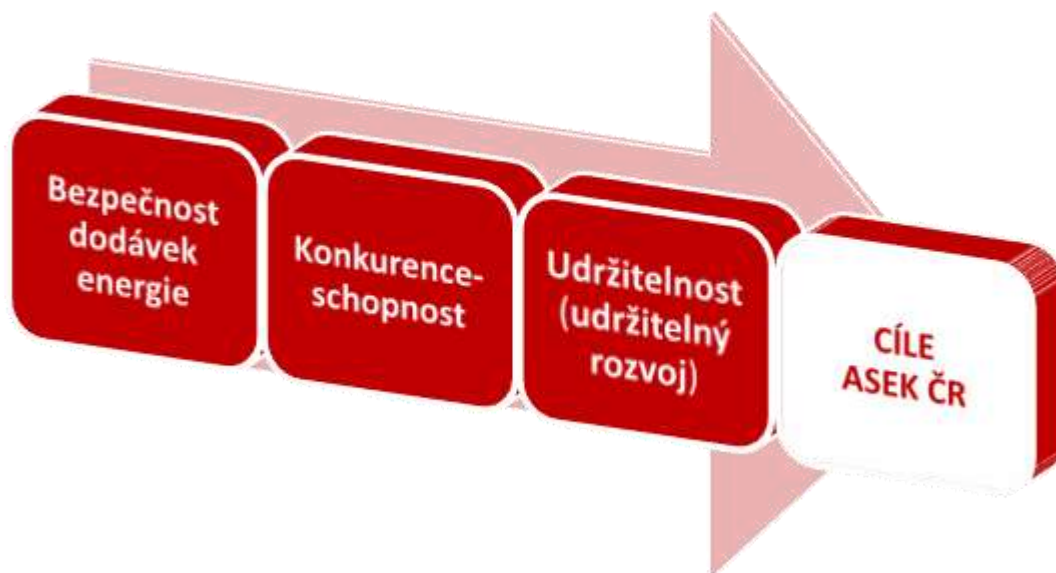 Bezpečnost
dodávek
energie
Konkurence-
schopnost
Udržitelnost
(udržitelný
rozvoj)
CÍLE
ASEK ČR